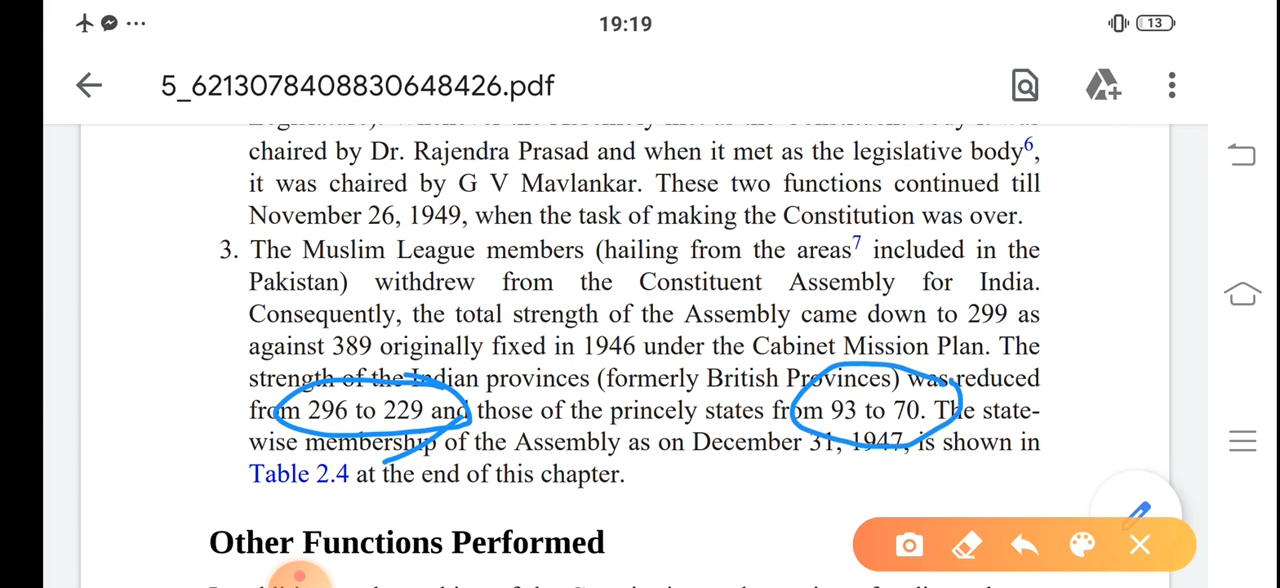 19:19
13
5_6213078408830648426.pdf
chaired by Dr. Rajendra Prasad and when it met as the legislative body6,
it was chaired by G V Mavlankar. These two functions continued till
November 26, 1949, when the task of making the Constitution was over.
3. The Muslim League members (hailing from the areas7 included in the
Pakistan) withdrew from the Constituent Assembly for India.
Consequently, the total strength of the Assembly came down to 299 as
against 389 originally fixed in 1946 under the Cabinet Mission Plan. The
strength of the Indian provinces (formerly British Provinces) was reduced
from 296 to 229 and those of the princely states from 93 to 70. The state-
wise membership of the Assembly as on December 31, 1947, is shown in
Table 2.4 at the end of this chapter.
Other Functions Performed